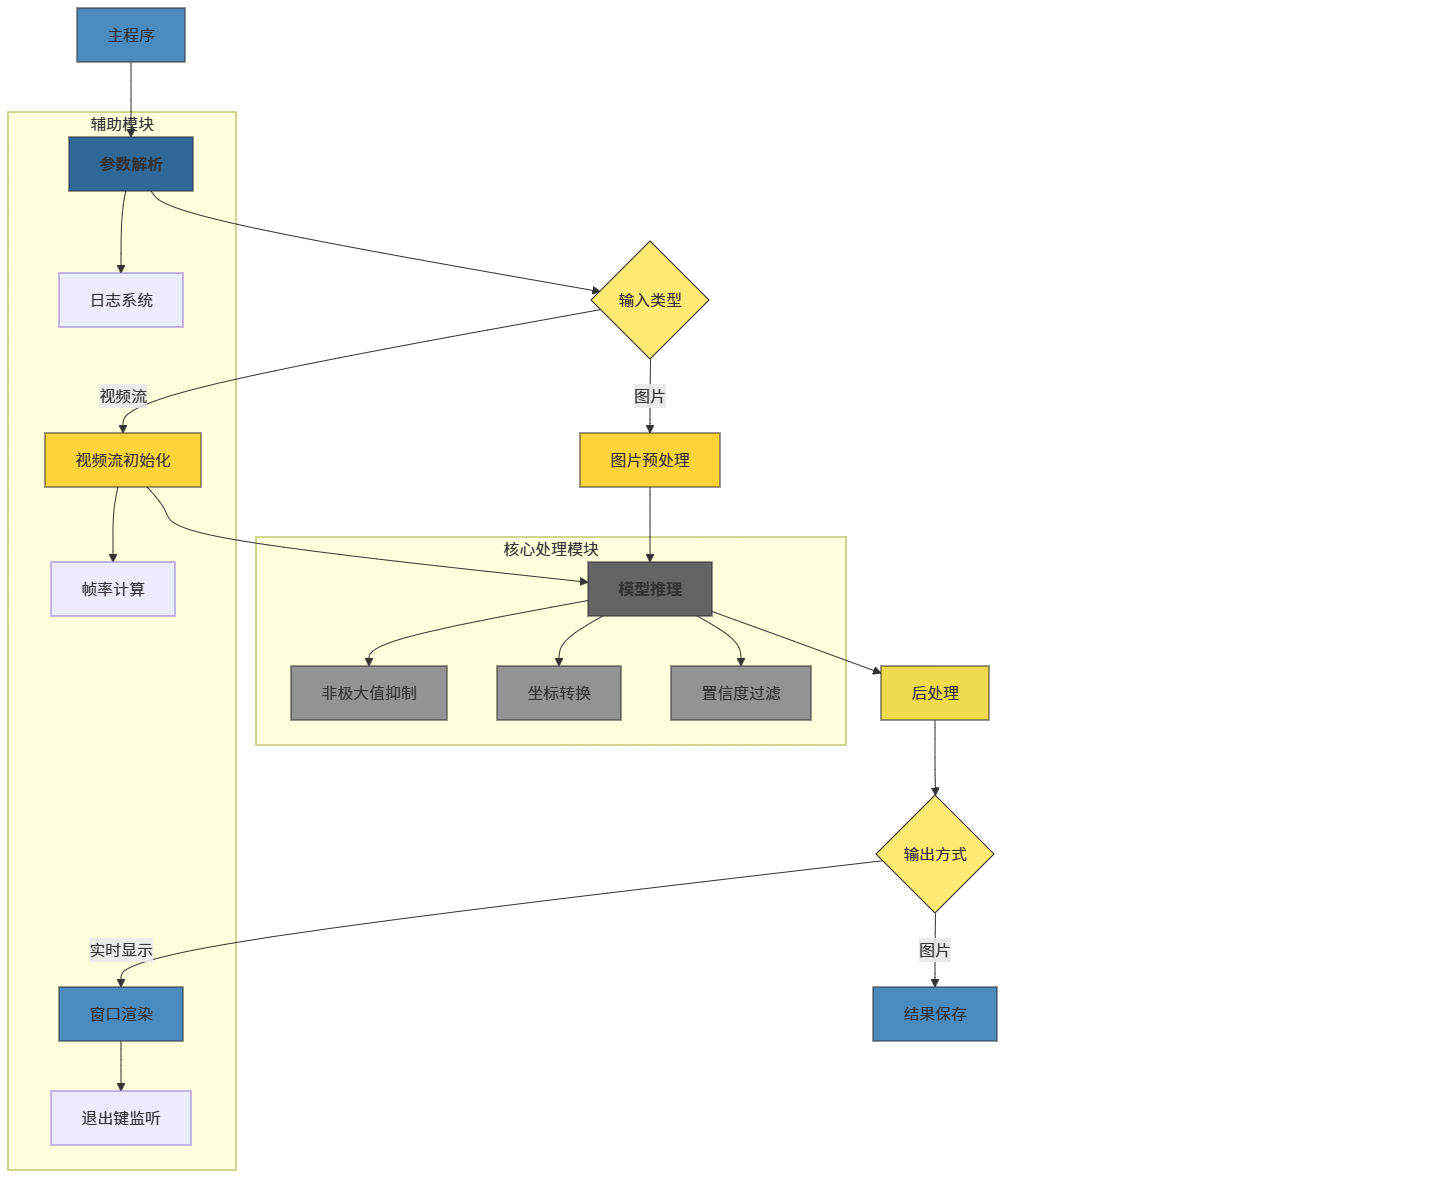 主程序
辅助模块
参数解析
日志系统
输入类型
视频流
图片
视频流初始化
图片预处理
核心处理模块
帧率计算
模型推理
非极大值抑制
坐标转换
置信度过滤
后处理
输出方式
实时显示
图片
窗口渲染
结果保存
退出键监听